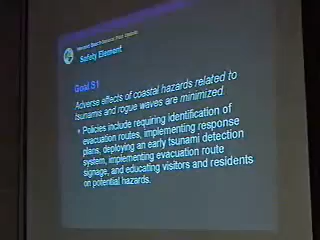 Safety Element
Goal S1
Adverse effects of coastal hazards related to
tsunamis and rogue waves are minimized
• Policies include requiring identification of
evacuation routes, implementing response
plans, deploying an early tsunami detection
system, implementing evacuation route
signage, and educating visitors and residents
on potential hazards.